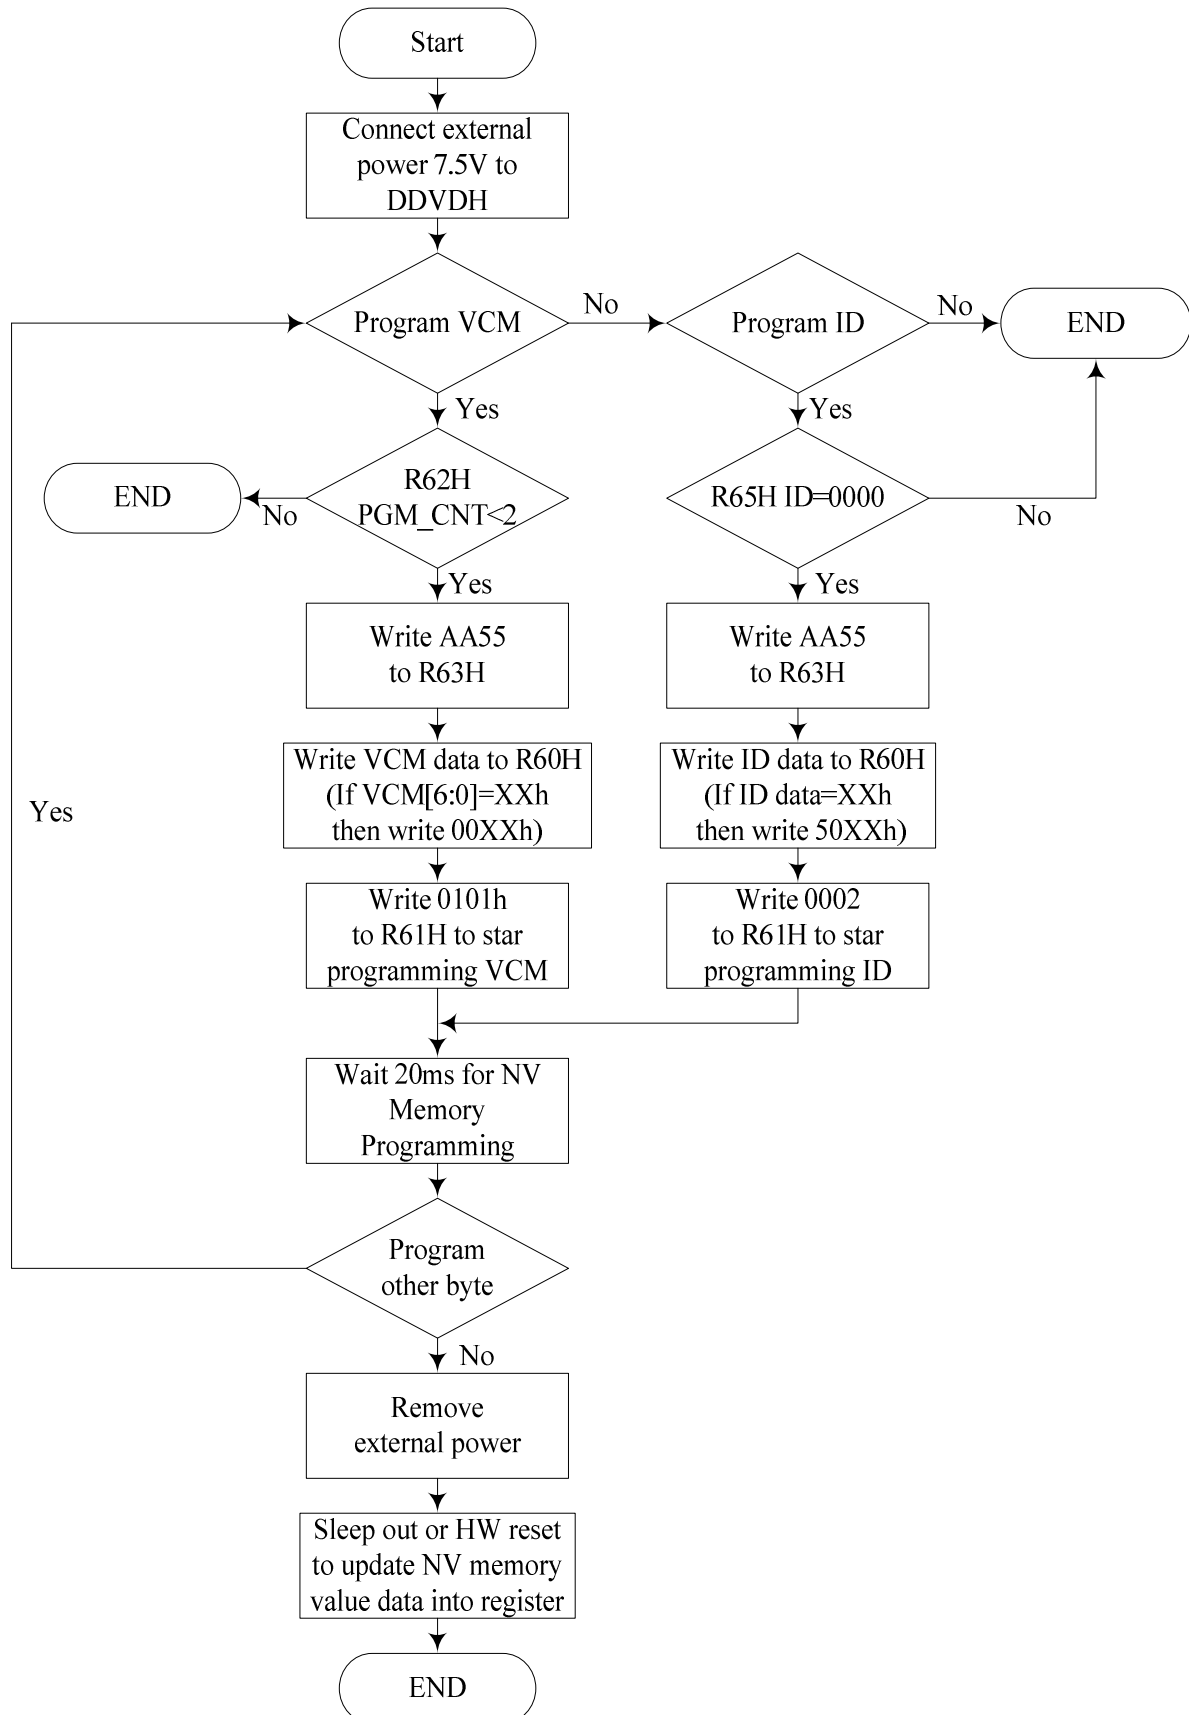 Start
Connect external
power 7.5V to
DDVDH
Program VCM
No
Program ID
No
END
Yes
Yes
END
No
R62H
PGM_CNT<2
R65H ID=0000
No
Yes
Yes
Write AA55
to R63H
Write AA55
to R63H
Write VCM data to R60H
(If VCM[6:0]=XXh
then write 00XXh)
Write ID data to R60H
(If ID data=XXh
then write 50XXh)
Yes
Write 0101h
to R61H to star
programming VCM
Write 0002
to R61H to star
programming ID
Wait 20ms for NV
Memory
Programming
Program
other byte
No
Remove
external power
Sleep out or HW reset
to update NV memory
value data into register
END